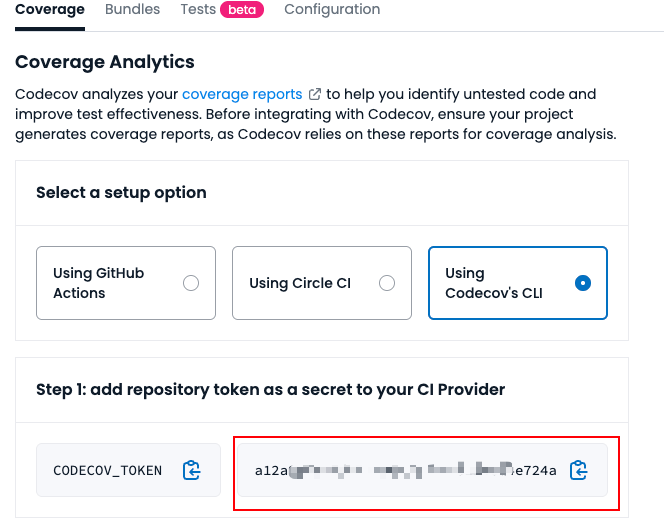 Coverage Bundles Tests beta Configuration
Coverage Analytics
Codecov analyzes your coverage reports to help you identify untested code and
improve test effectiveness. Before integrating with Codecov, ensure your project
generates coverage reports, as Codecov relies on these reports for coverage analysis.
Select a setup option
Using GitHub
Actions
Using Circle CI
Using
Codecov's CLI
Step 1: add repository token as a secret to your CI Provider
CODECOV_TOKEN